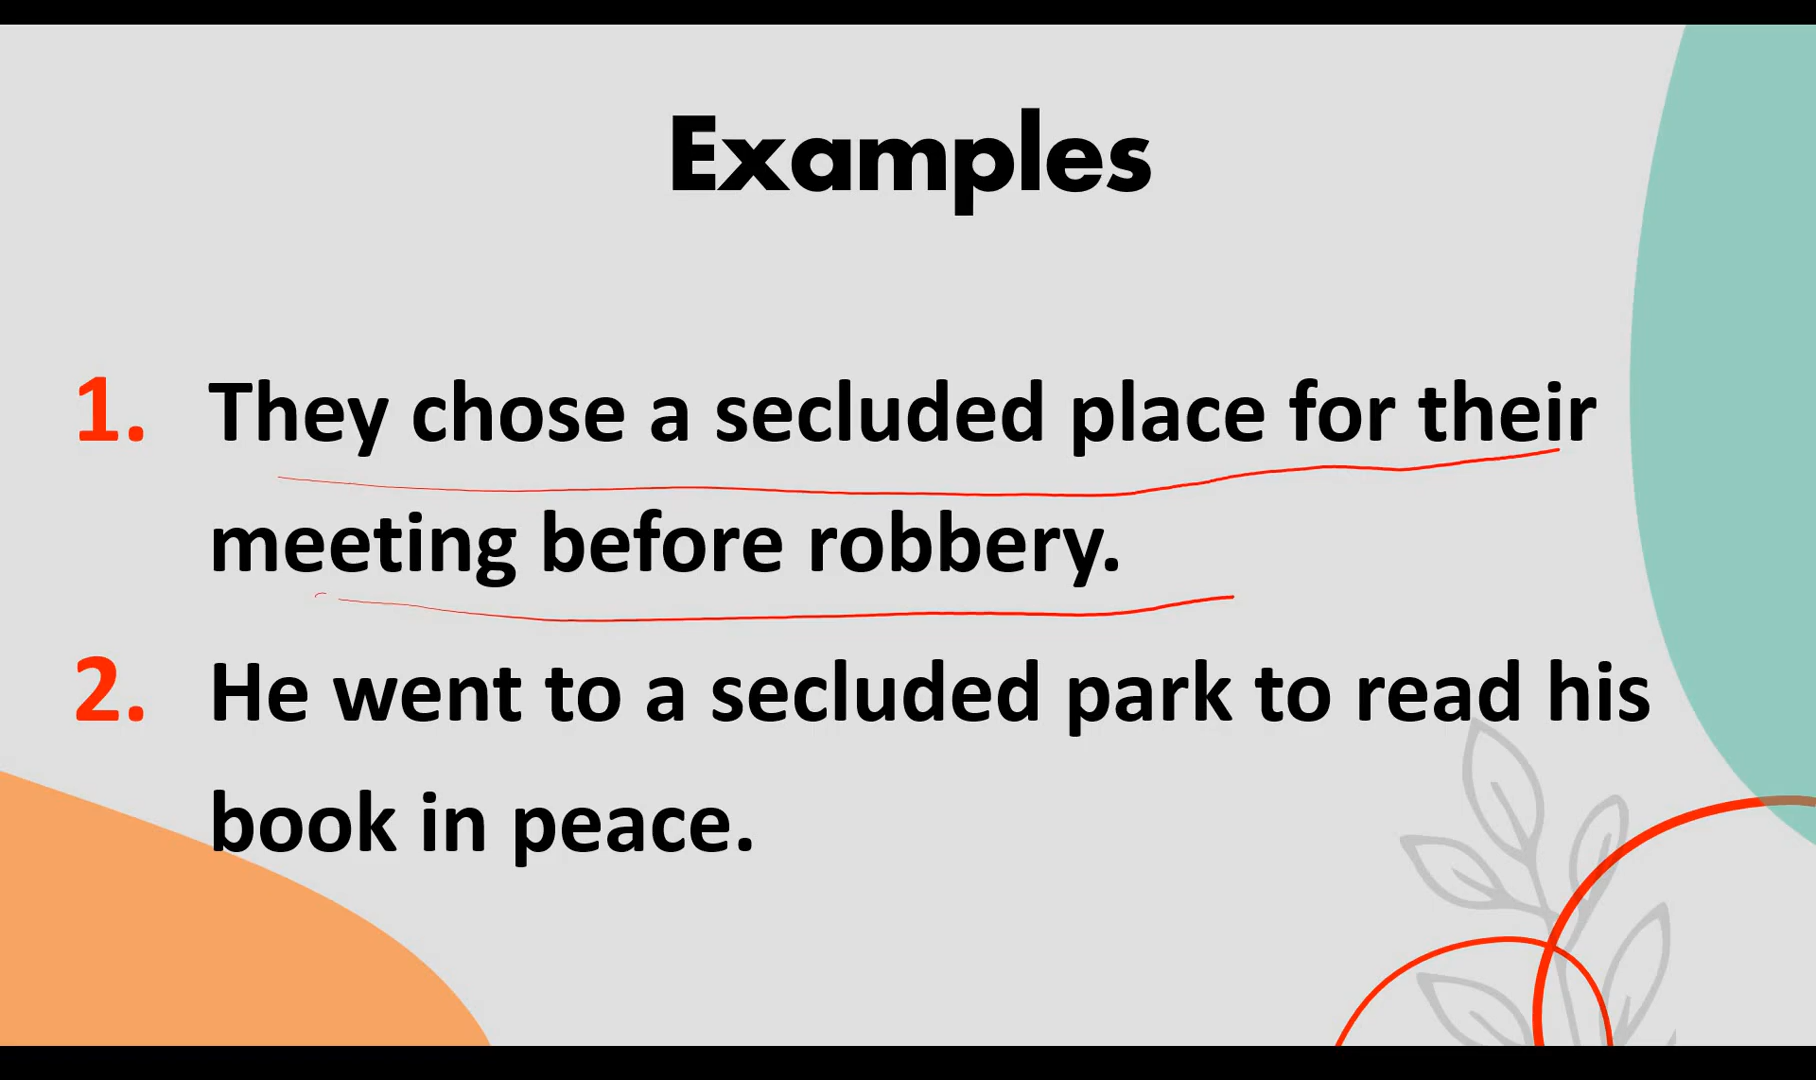 Examples
1. They chose a secluded place for their
meeting before robbery.
2. He went to a secluded park to read his
book in peace.